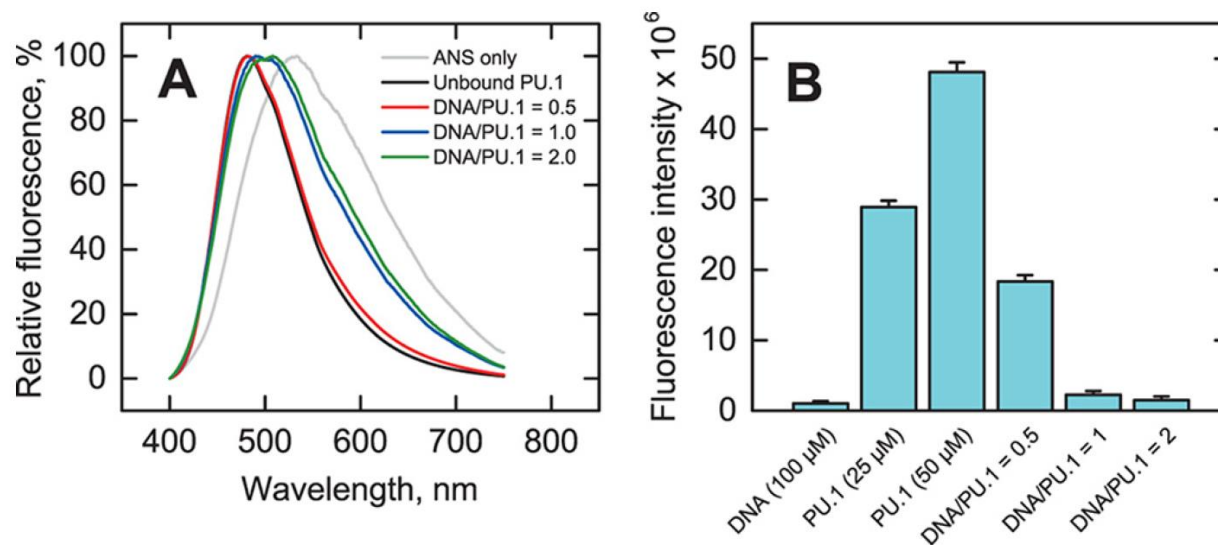 A
Relative fluorescence, %
100
80
60
40
20
0
ANS only
Unbound PU.1
DNA/PU.1 = 0.5
DNA/PU.1 = 1.0
DNA/PU.1 = 2.0
400 500 600 700 800
Wavelength, nm
B
Fluorescence intensity x 10⁶
50
40
30
20
10
0
DNA (100 µM)
PU.1 (25 µM)
PU.1 (50 µM)
DNA/PU.1 = 0.5
DNA/PU.1 = 1
DNA/PU.1 = 2